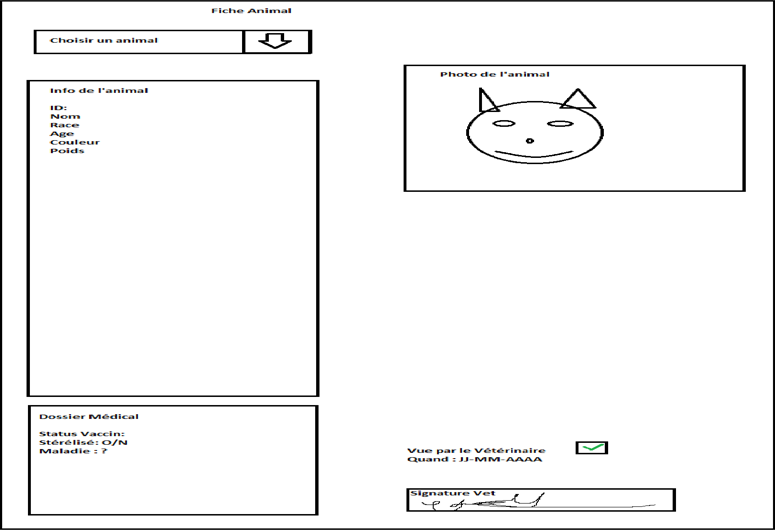 Fiche Animal
Choisir un animal
Info de l'animal
ID:
Nom
Race
Age
Couleur
Poids
Photo de l'animal
Dossier Médical
Status Vaccin:
Stérélisé: O/N
Maladie : ?
Vue par le Vétérinaire
Quand : JJ-MM-AAAA
Signature Vet